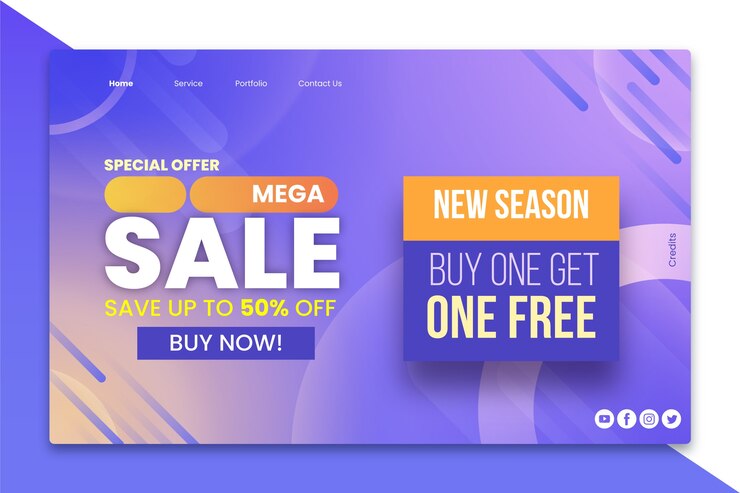 Home Service Portfolio Contact Us
SPECIAL OFFER
MEGA
SALE
SAVE UP TO 50% OFF
BUY NOW!
NEW SEASON
BUY ONE GET
ONE FREE
Credits